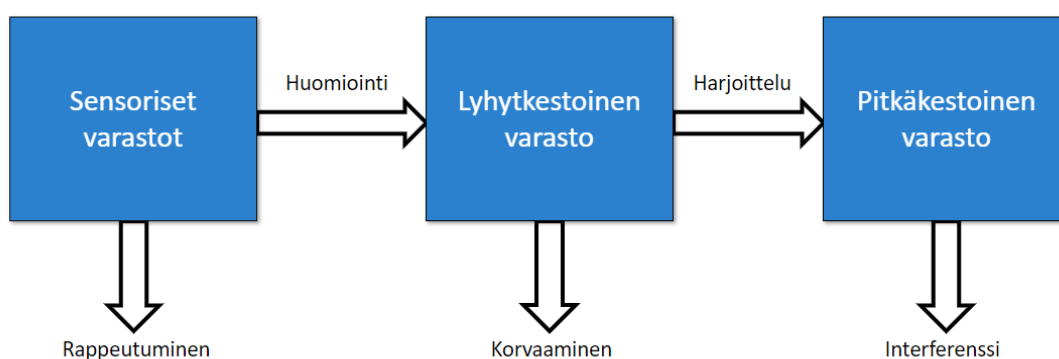 Sensoriset
varastot
Huomiointi
Lyhytkestoinen
varasto
Harjoittelu
Pitkäkestoinen
varasto
Rappeutuminen
Korvaaminen
Interferenssi